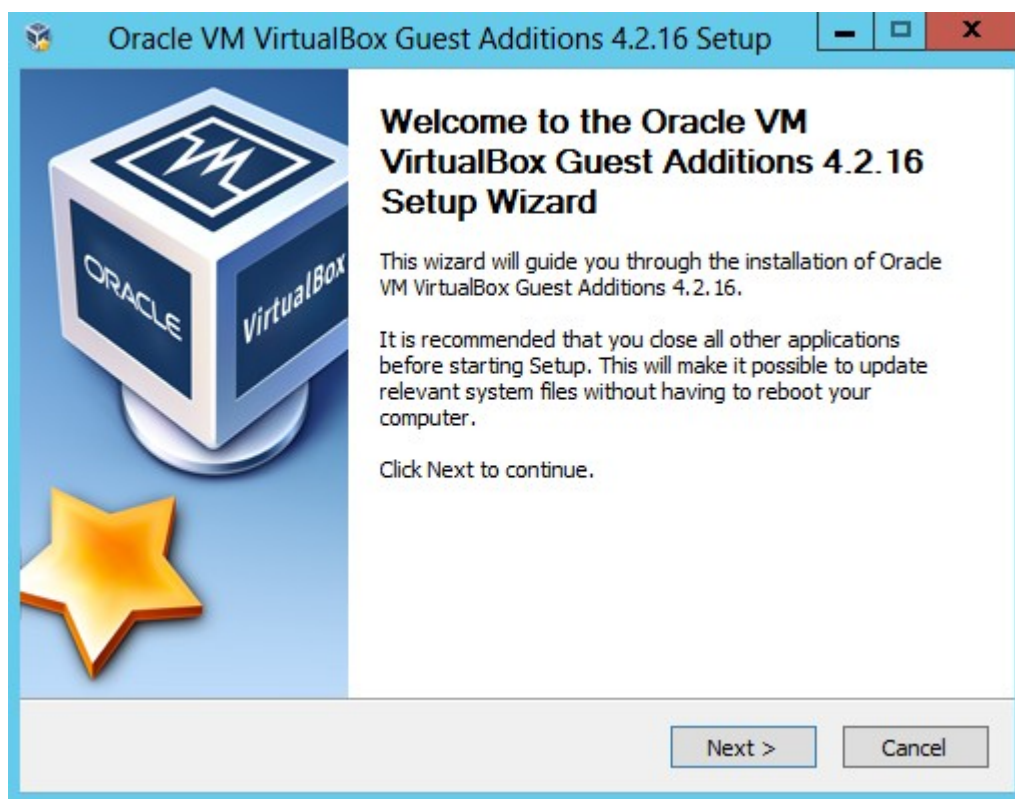 Oracle VM VirtualBox Guest Additions 4.2.16 Setup
x
ORACLE
VirtualBox
Welcome to the Oracle VM
VirtualBox Guest Additions 4.2.16
Setup Wizard
This wizard will guide you through the installation of Oracle
VM VirtualBox Guest Additions 4.2.16.
It is recommended that you close all other applications
before starting Setup. This will make it possible to update
relevant system files without having to reboot your
computer.
Click Next to continue.
Next >
Cancel